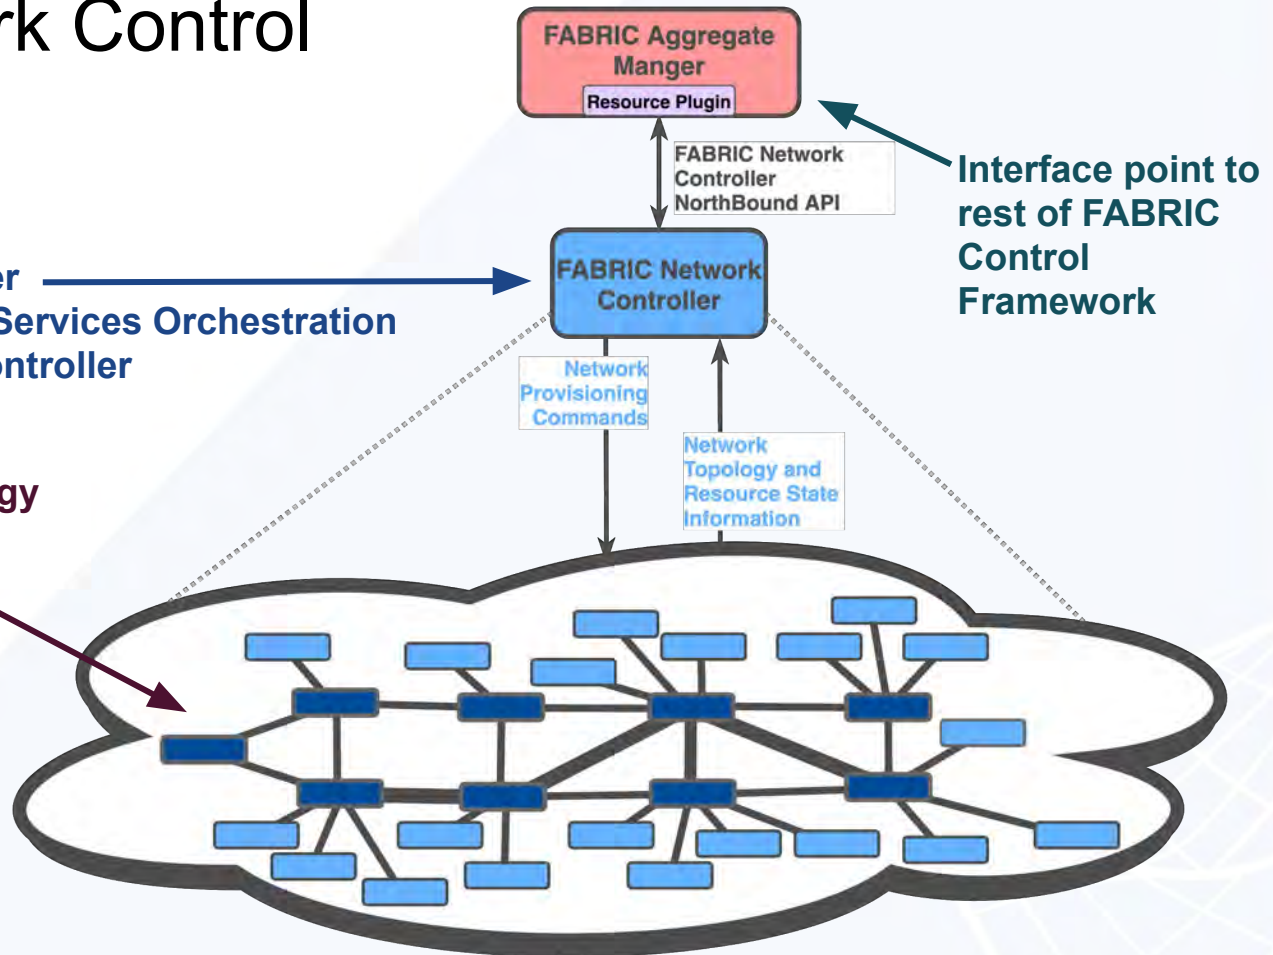 rk Control
FABRIC Aggregate
Manger
Resource Plugin
FABRIC Network
Controller
NorthBound API
Interface point to
rest of FABRIC
Control
Framework
er
Services Orchestration
ontroller
FABRIC Network
Controller
Network
Provisioning
Commands
gy
Network
Topology and
Resource State
Information